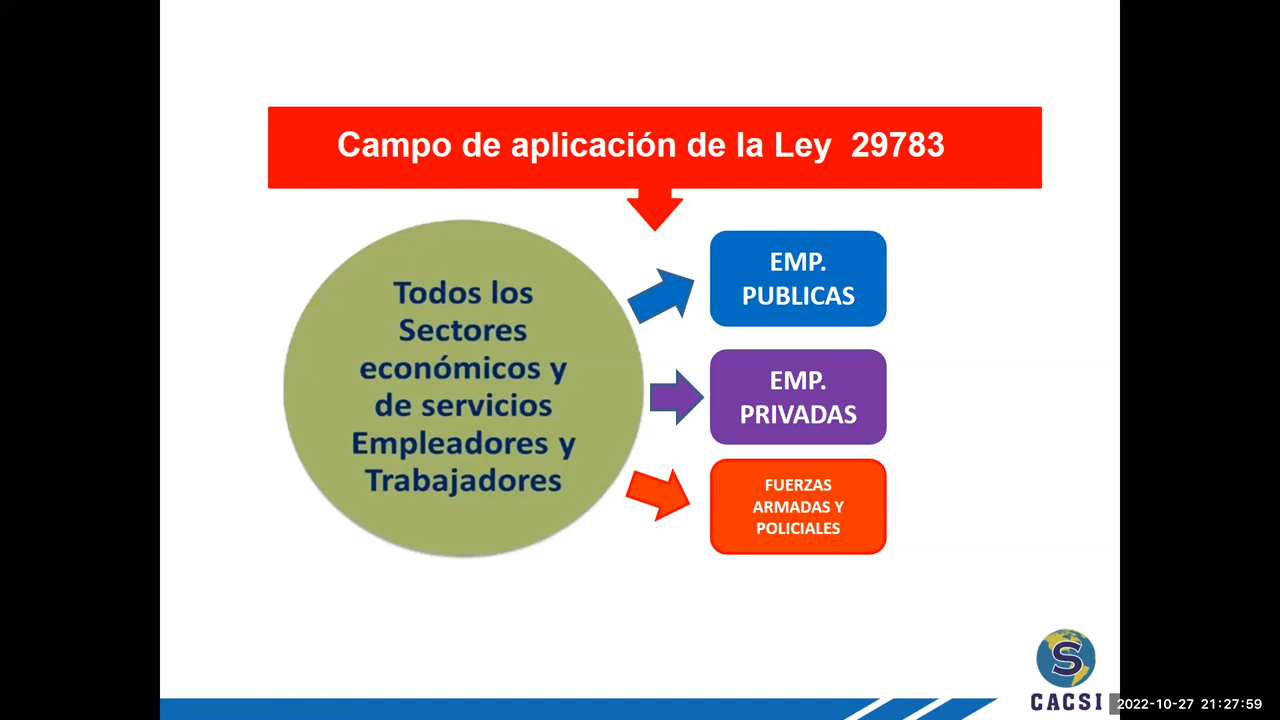 Campo de aplicación de la Ley  29783
Todos los
Sectores
económicos y
de servicios
Empleadores y
Trabajadores
EMP.
PUBLICAS
EMP.
PRIVADAS
FUERZAS
ARMADAS Y
POLICIALES
S
CACSI
2022-10-27 21:27:59